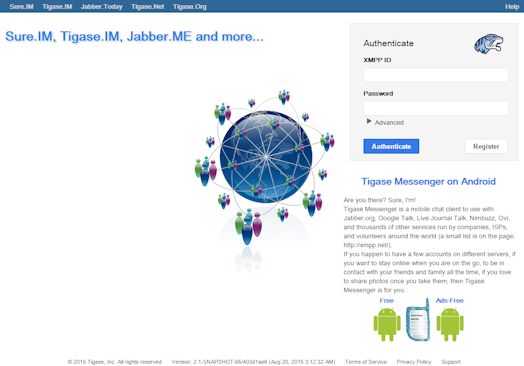 Sure.IM Tigase.IM Jabber.Today Tigase.Net Tigase.Org Help
Sure.IM, Tigase.IM, Jabber.ME and more...
Authenticate
XMPP ID
Password
Advanced
Authenticate Register
Tigase Messenger on Android
Are you there? Sure, I'm!
Tigase Messenger is a mobile chat client to use with
Jabber.org, Google Talk, Live Journal Talk, Nimbuzz, Ovi,
and thousands of other services run by companies, ISPs,
and volunteers around the world (a small list is on the page:
http://xmpp.net/).
If you happen to have a few accounts on different servers, if
you want to stay online when you are on the go, to be in
contact with your friends and family all the time, if you love
to share photos once you take them, then Tigase
Messenger is for you.
Free Ads-Free
© 2015 Tigase, Inc. All rights reserved Version: 2.1-SNAPSHOT-65/403d1ae6 (Aug 20, 2015 3:12:32 AM) Terms of Service Privacy Policy Support